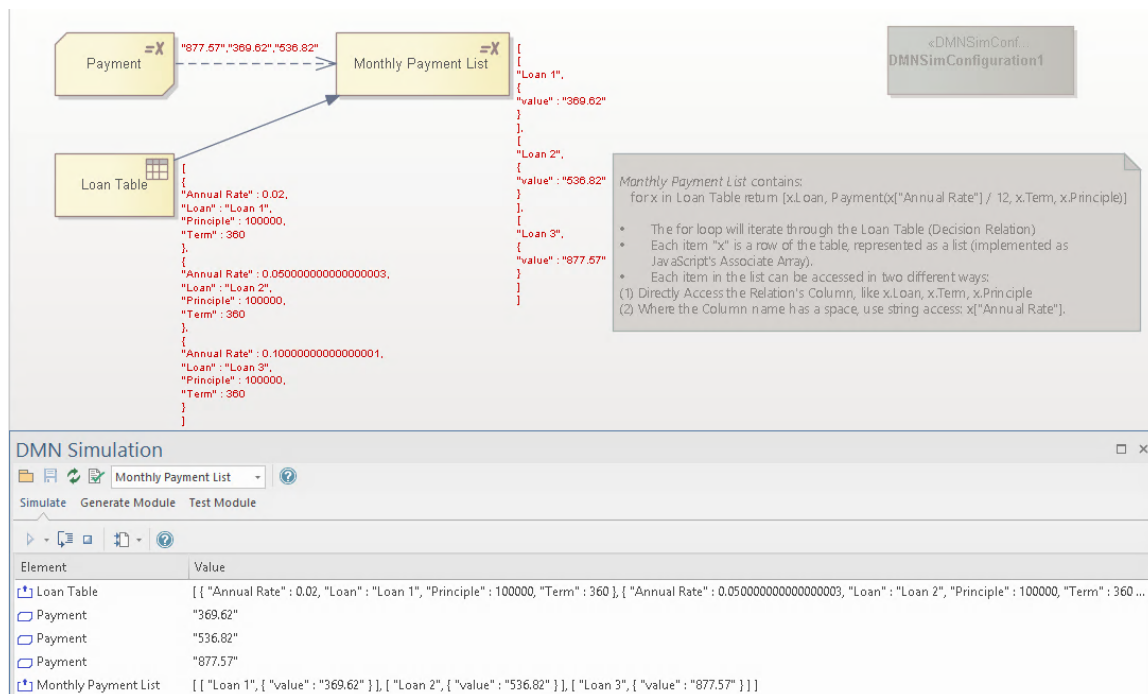 =X
Payment
"877.57","369.62","536.82"
=X
Monthly Payment List
[
[
"Loan 1",
{
"value" : "369.62"
}
],
[
"Loan 2",
{
"value" : "536.82"
}
],
[
"Loan 3",
{
"value" : "877.57"
}
]
]
«DMNSimConf...
DMNSimConfiguration1
Loan Table
[
{
"Annual Rate" : 0.02,
"Loan" : "Loan 1",
"Principle" : 100000,
"Term" : 360
},
{
"Annual Rate" : 0.050000000000000003,
"Loan" : "Loan 2",
"Principle" : 100000,
"Term" : 360
},
{
"Annual Rate" : 0.10000000000000001,
"Loan" : "Loan 3",
"Principle" : 100000,
"Term" : 360
}
]
Monthly Payment List contains:
for x in Loan Table return [x.Loan, Payment(x["Annual Rate"] / 12, x.Term, x.Principle)]
• The for loop will iterate through the Loan Table (Decision Relation)
• Each item "x" is a row of the table, represented as a list (implemented as
JavaScript's Associate Array).
• Each item in the list can be accessed in two different ways:
(1) Directly Access the Relation's Column, like x.Loan, x.Term, x.Principle
(2) Where the Column name has a space, use string access: x["Annual Rate"].
DMN Simulation
Monthly Payment List
Simulate Generate Module Test Module
Element Value
Loan Table [ { "Annual Rate" : 0.02, "Loan" : "Loan 1", "Principle" : 100000, "Term" : 360 }, { "Annual Rate" : 0.050000000000000003, "Loan" : "Loan 2", "Principle" : 100000, "Term" : 360 ...
Payment "369.62"
Payment "536.82"
Payment "877.57"
Monthly Payment List [ [ "Loan 1", { "value" : "369.62" } ], [ "Loan 2", { "value" : "536.82" } ], [ "Loan 3", { "value" : "877.57" } ] ]